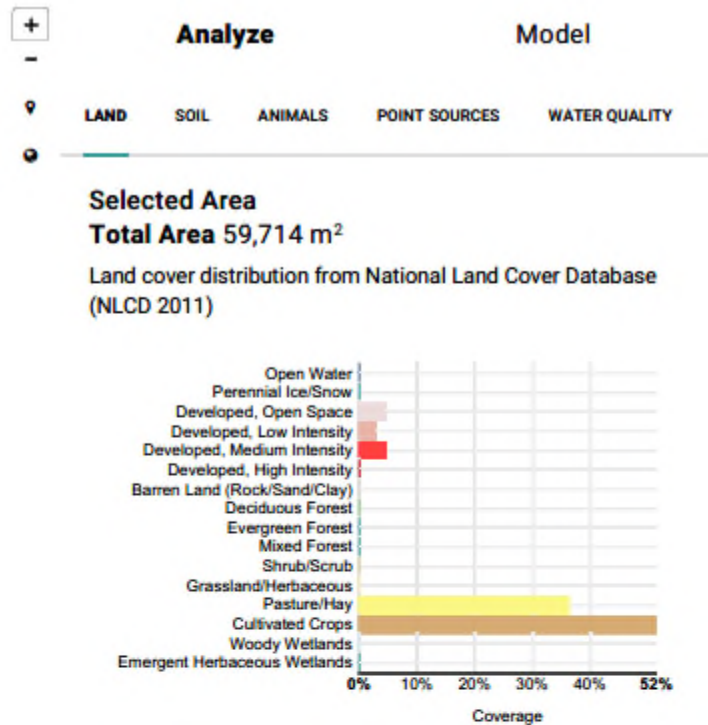 +
Analyze Model
−
LAND SOIL ANIMALS POINT SOURCES WATER QUALITY
Selected Area
Total Area 59,714 m²
Land cover distribution from National Land Cover Database
(NLCD 2011)
Open Water
Perennial Ice/Snow
Developed, Open Space
Developed, Low Intensity
Developed, Medium Intensity
Developed, High Intensity
Barren Land (Rock/Sand/Clay)
Deciduous Forest
Evergreen Forest
Mixed Forest
Shrub/Scrub
Grassland/Herbaceous
Pasture/Hay
Cultivated Crops
Woody Wetlands
Emergent Herbaceous Wetlands
0% 10% 20% 30% 40% 52%
Coverage